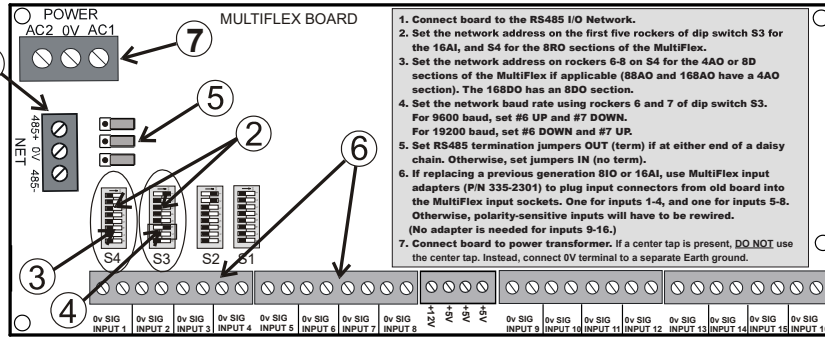 POWER
AC2 0V AC1
7
MULTIFLEX BOARD
485+ 0V 485-
NET
5
2
6
S4
S3
S2
S1
3
4
0v SIG
INPUT 1
0v SIG
INPUT 2
0v SIG
INPUT 3
0v SIG
INPUT 4
0v SIG
INPUT 5
0v SIG
INPUT 6
0v SIG
INPUT 7
0v SIG
INPUT 8
+12V
+5V
+5V
+5V
0v SIG
INPUT 9
0v SIG
INPUT 10
0v SIG
INPUT 11
0v SIG
INPUT 12
0v SIG
INPUT 13
0v SIG
INPUT 14
0v SIG
INPUT 15
0v SIG
1. Connect board to the RS485 I/O Network.
2. Set the network address on the first five rockers of dip switch S3 for
the 16AI, and S4 for the 8RO sections of the MultiFlex.
3. Set the network address on rockers 6-8 on S4 for the 4AO or 8D
sections of the MultiFlex if applicable (88AO and 168AO have a 4AO
section). The 168DO has an 8DO section.
4. Set the network baud rate using rockers 6 and 7 of dip switch S3.
For 9600 baud, set #6 UP and #7 DOWN.
For 19200 baud, set #6 DOWN and #7 UP.
5. Set RS485 termination jumpers OUT (term) if at either end of a daisy
chain. Otherwise, set jumpers IN (no term).
6. If replacing a previous generation 8IO or 16AI, use MultiFlex input
adapters (P/N 335-2301) to plug input connectors from old board into
the MultiFlex input sockets. One for inputs 1-4, and one for inputs 5-8.
Otherwise, polarity-sensitive inputs will have to be rewired.
(No adapter is needed for inputs 9-16.)
7. Connect board to power transformer. If a center tap is present, DO NOT use
the center tap. Instead, connect 0V terminal to a separate Earth ground.